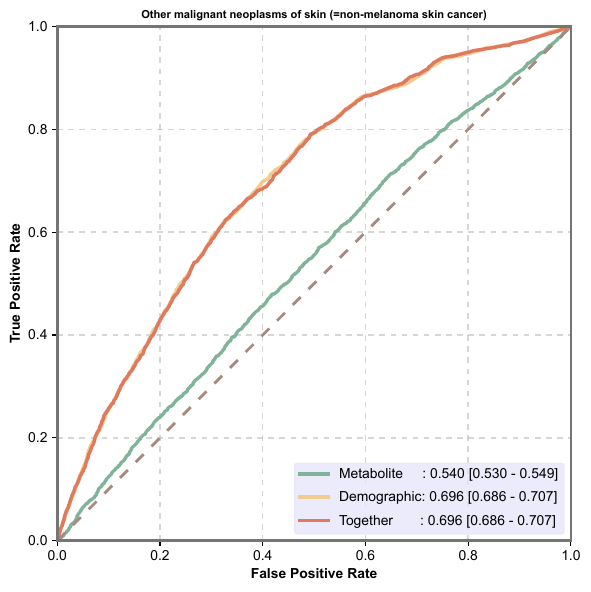 Other malignant neoplasms of skin (=non-melanoma skin cancer)
1.0
0.8
0.6
0.4
0.2
0.0
True Positive Rate
Metabolite : 0.540 [0.530 - 0.549]
Demographic: 0.696 [0.686 - 0.707]
Together : 0.696 [0.686 - 0.707]
0.0 0.2 0.4 0.6 0.8 1.0
False Positive Rate